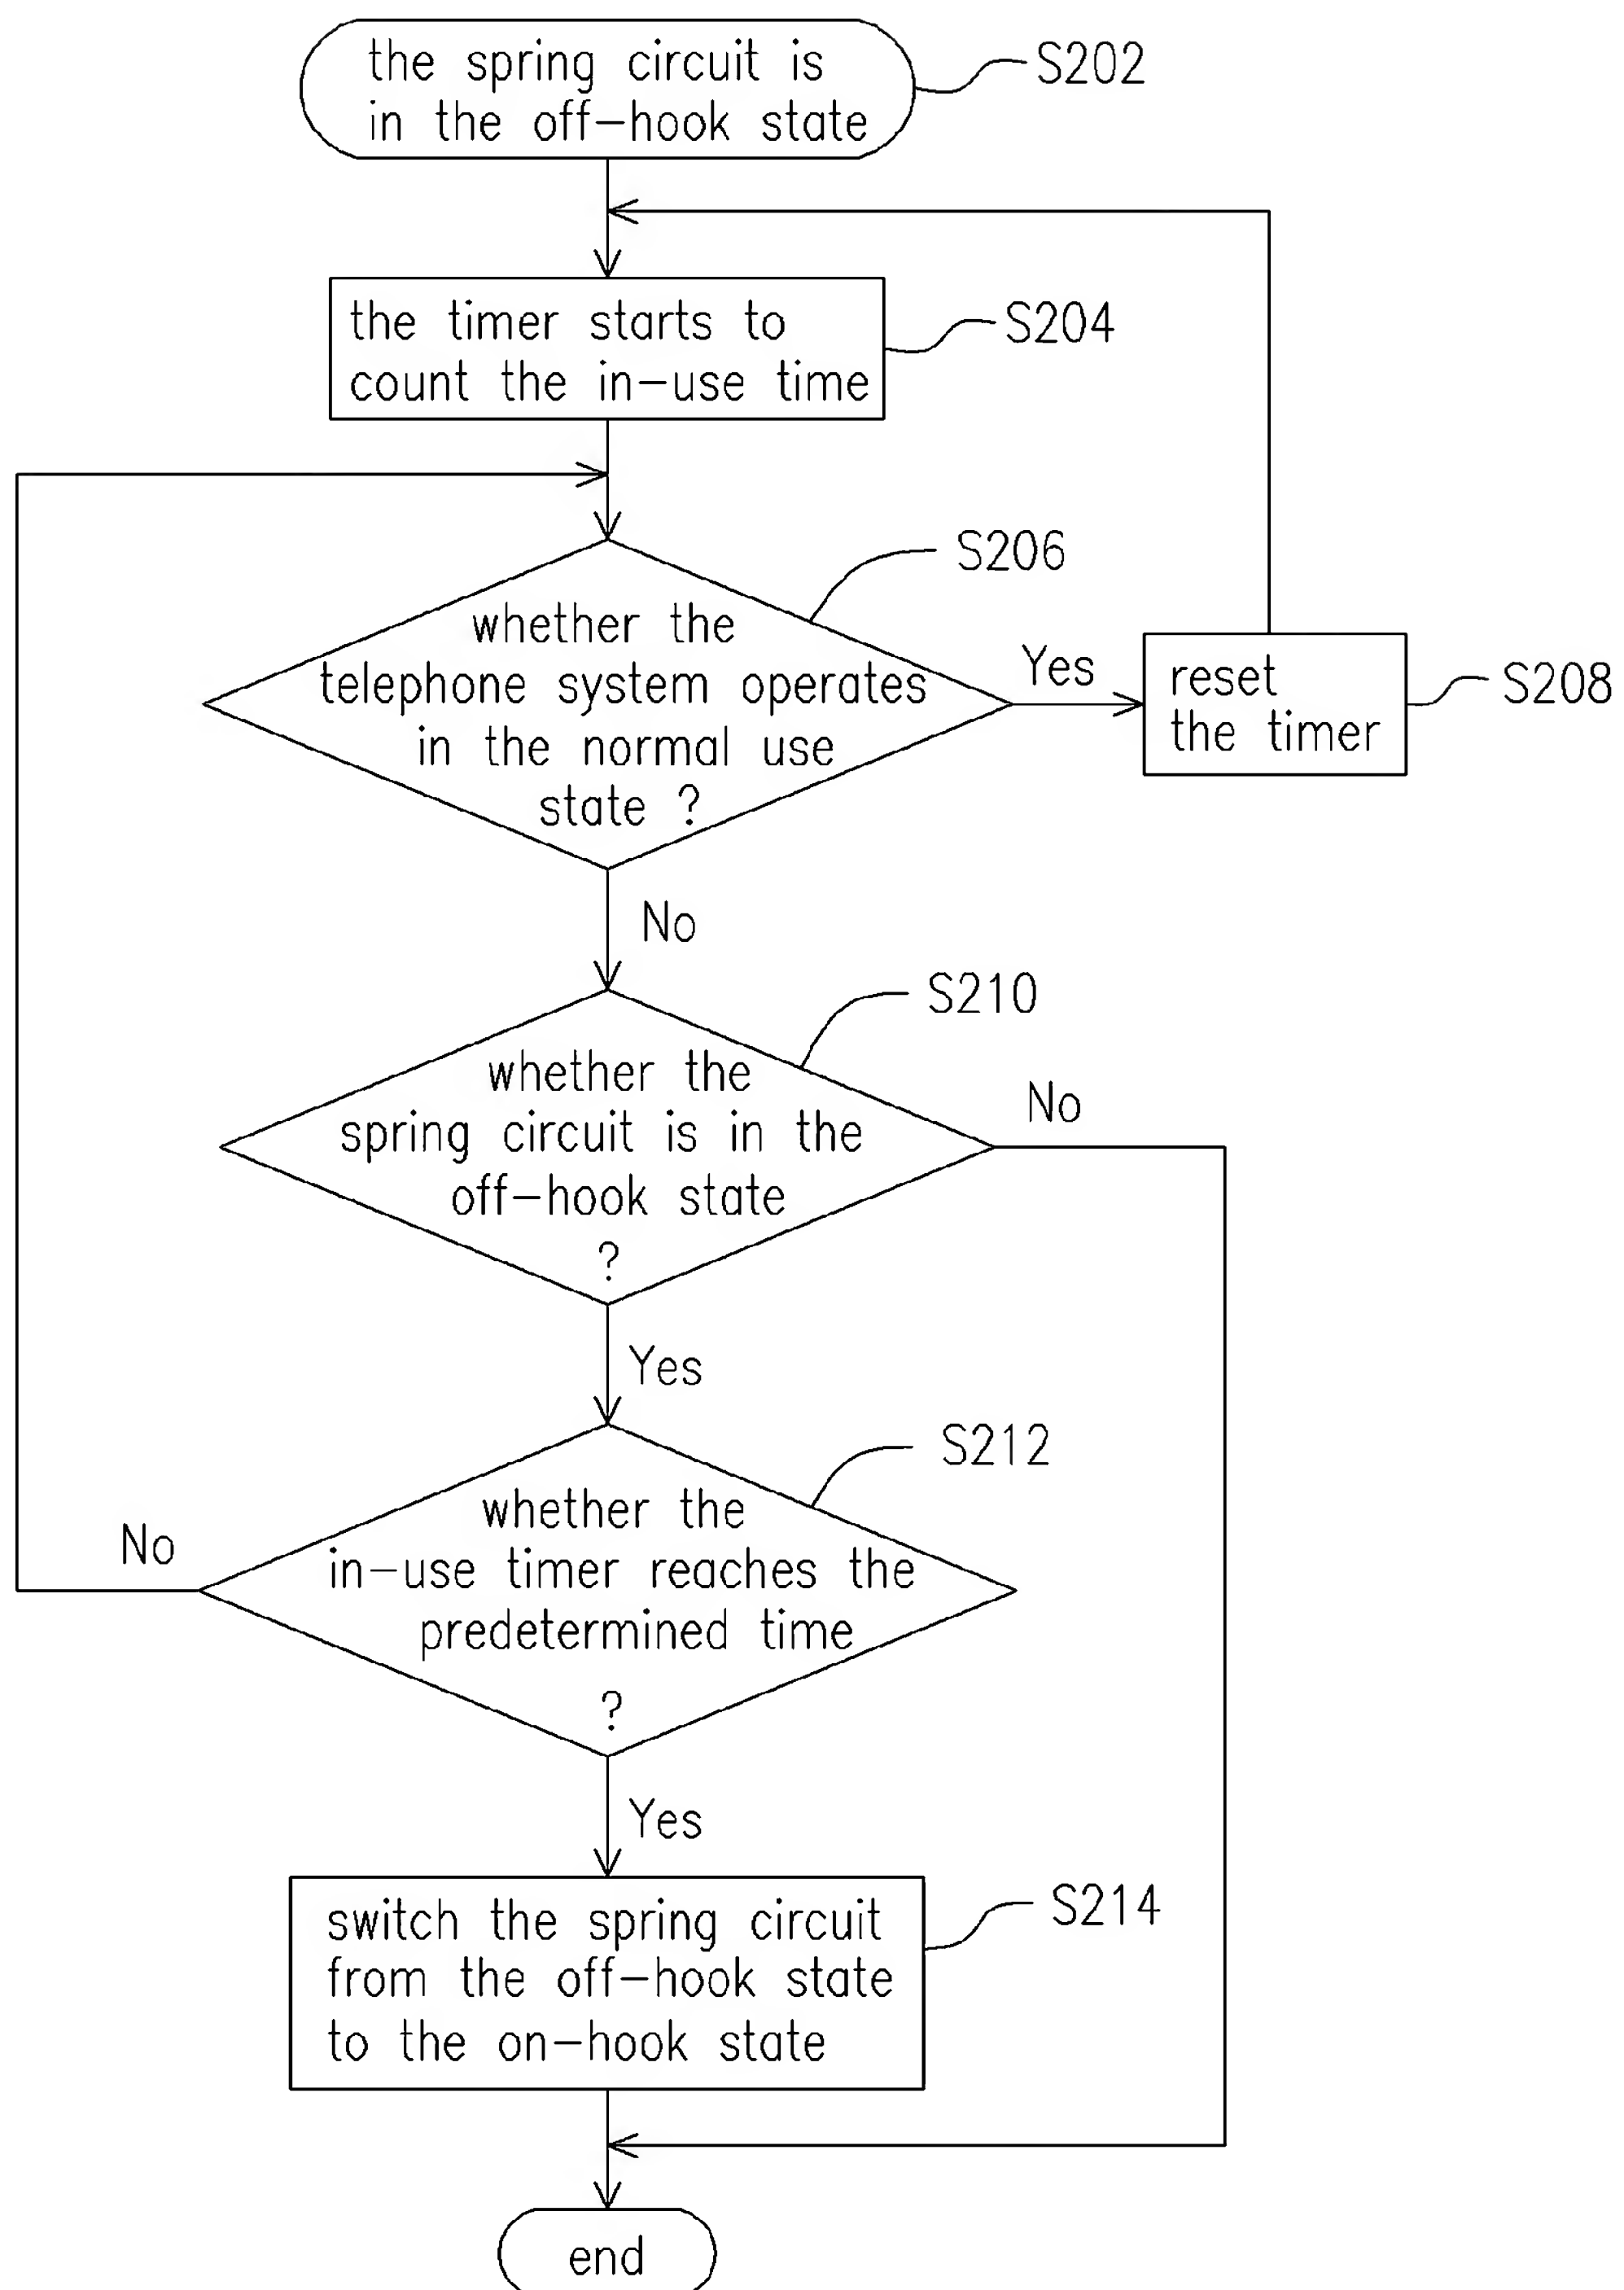 the spring circuit is
in the off-hook state
S202
the timer starts to
count the in-use time
S204
whether the
telephone system operates
in the normal use
state ?
S206
Yes
reset
the timer
S208
No
whether the
spring circuit is in the
off-hook state
?
S210
No
Yes
whether the
in-use timer reaches the
predetermined time
?
S212
No
Yes
switch the spring circuit
from the off-hook state
to the on-hook state
S214
end